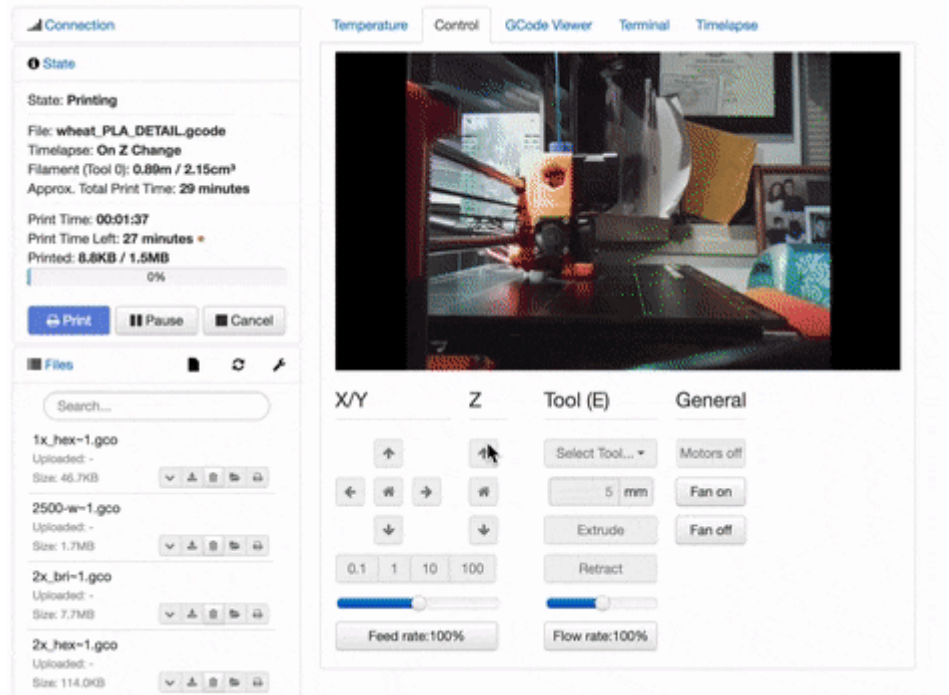 Connection
State
State: Printing
File: wheat_PLA_DETAIL.gcode
Timelapse: On Z Change
Filament (Tool 0): 0.89m / 2.15cm³
Approx. Total Print Time: 29 minutes
Print Time: 00:01:37
Print Time Left: 27 minutes
Printed: 8.8KB / 1.5MB
0%
Print Pause Cancel
Files
Search...
1x_hex~1.gco
Uploaded: -
Size: 46.7KB
2500-w~1.gco
Uploaded: -
Size: 1.7MB
2x_bri~1.gco
Uploaded: -
Size: 7.7MB
2x_hex~1.gco
Uploaded: -
Size: 114.0KB
Temperature Control GCode Viewer Terminal Timelapse
X/Y Z Tool (E) General
Select Tool... Motors off
5 mm Fan on
Extrude Fan off
0.1 1 10 100 Retract
Feed rate:100% Flow rate:100%